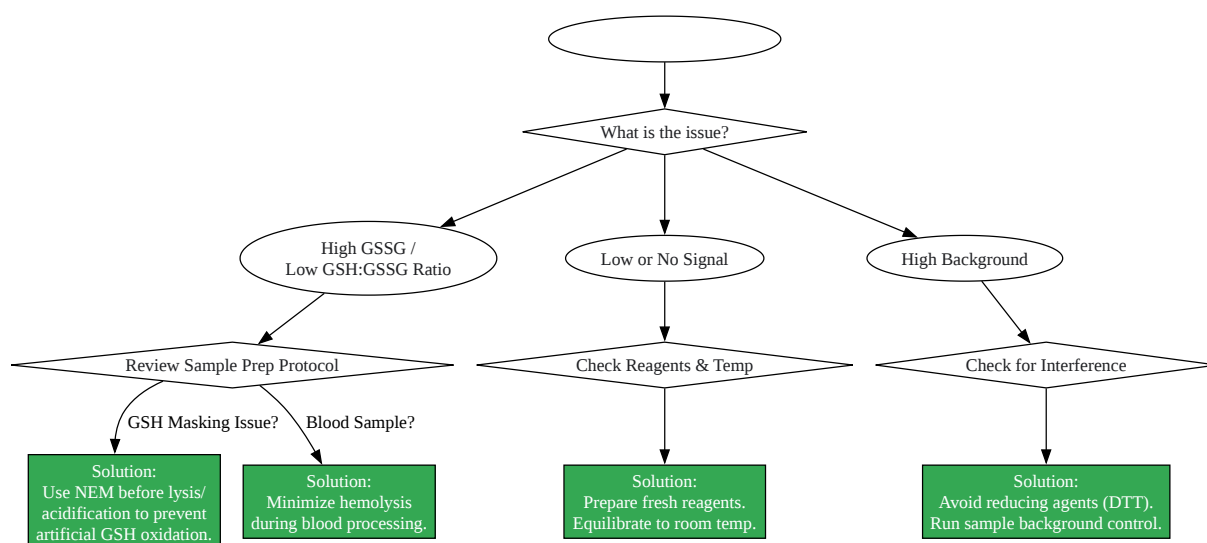 What is the issue?
High GSSG /
Low GSH:GSSG Ratio
Low or No Signal
High Background
Review Sample Prep Protocol
Check Reagents & Temp
Check for Interference
GSH Masking Issue?
Blood Sample?
Solution:
Use NEM before lysis/
acidification to prevent
artificial GSH oxidation.
Solution:
Minimize hemolysis
during blood processing.
Solution:
Prepare fresh reagents.
Equilibrate to room temp.
Solution:
Avoid reducing agents (DTT).
Run sample background control.